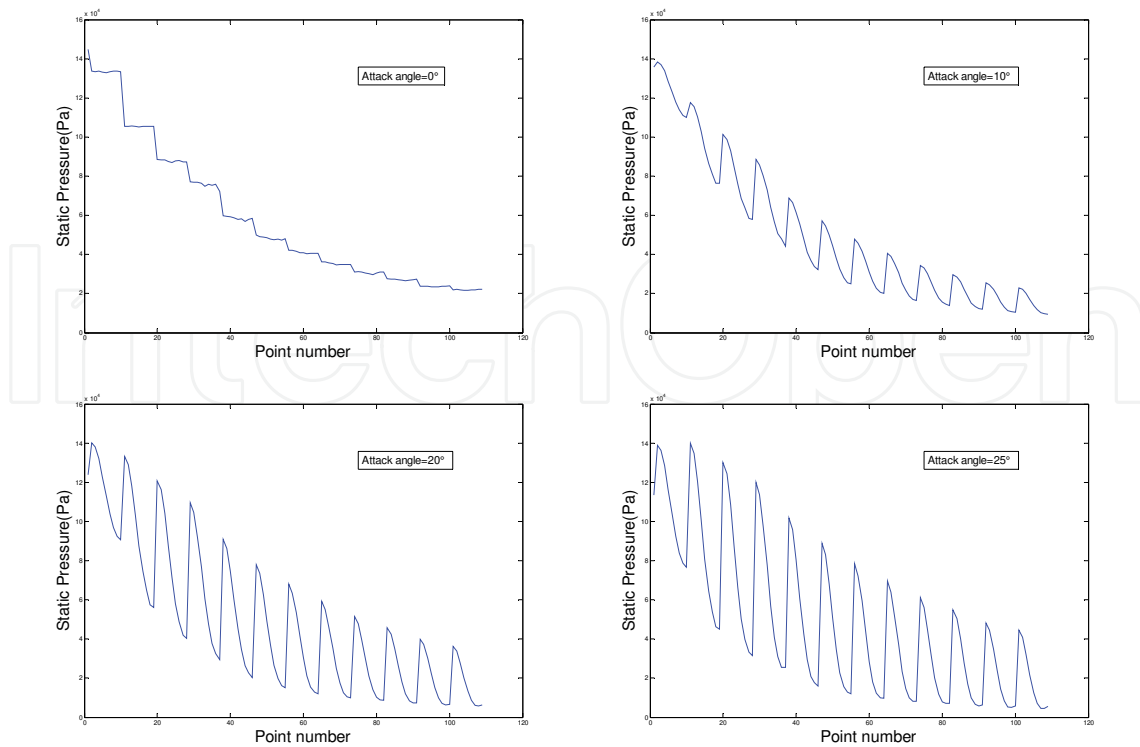 x 10⁴
16
14
12
10
8
6
4
2
0
Static Pressure(Pa)
Attack angle=0°
0 20 40 60 80 100 120
Point number
x 10⁴
16
14
12
10
8
6
4
2
0
Static Pressure(Pa)
Attack angle=10°
0 20 40 60 80 100 120
Point number
x 10⁴
16
14
12
10
8
6
4
2
0
Static Pressure(Pa)
Attack angle=20°
0 20 40 60 80 100 120
Point number
x 10⁴
16
14
12
10
8
6
4
2
0
Static Pressure(Pa)
Attack angle=25°
0 20 40 60 80 100 120
Point number
IntechOpen